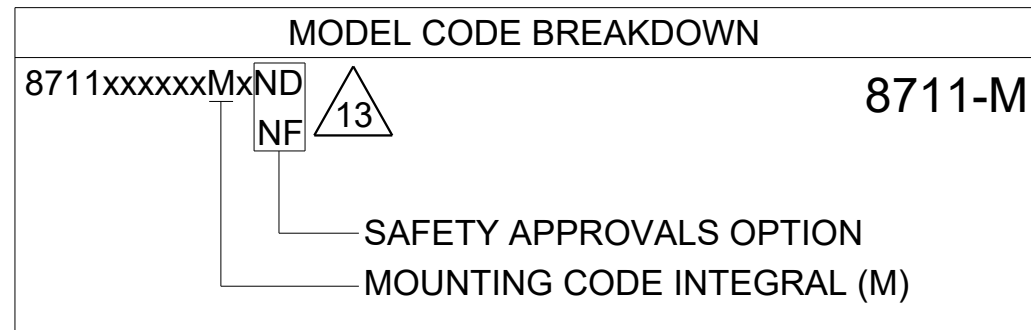 MODEL CODE BREAKDOWN
8711xxxxxxMxND
NF
13
8711-M
SAFETY APPROVALS OPTION
MOUNTING CODE INTEGRAL (M)